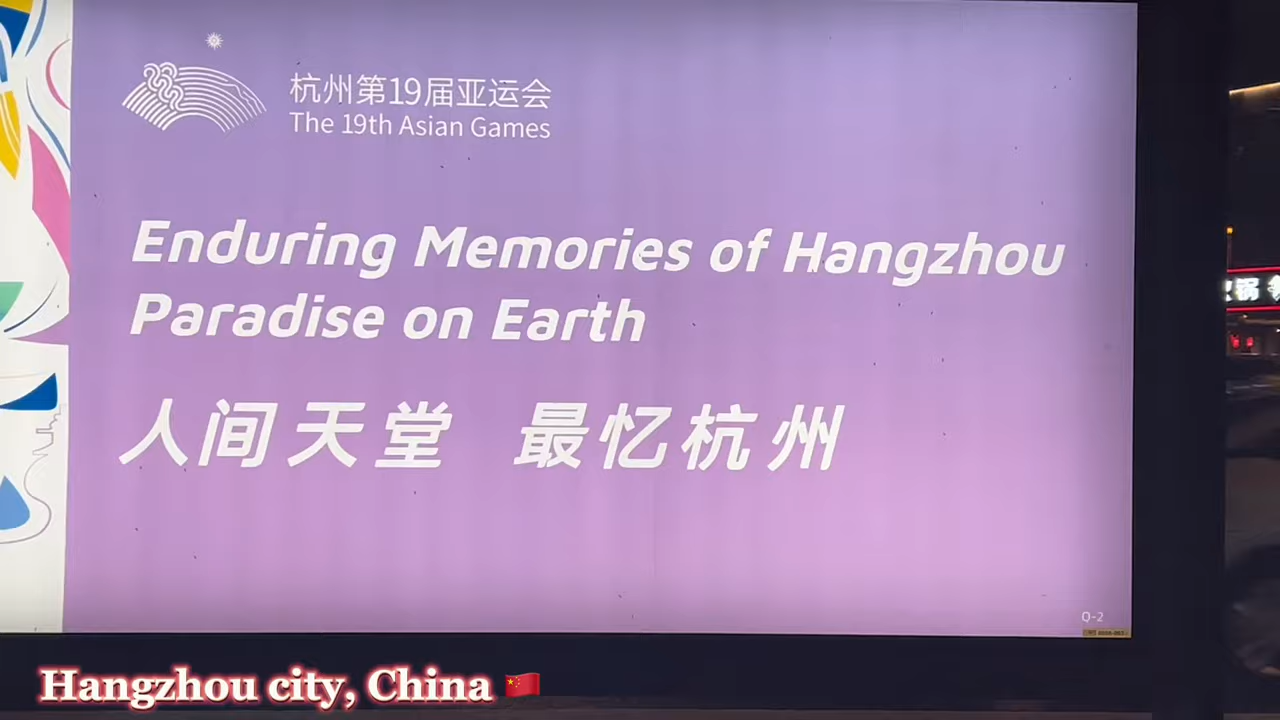 杭州第19届亚运会
The 19th Asian Games
Enduring Memories of Hangzhou
Paradise on Earth
人间天堂 最忆杭州
Q-2
Hangzhou city, China 🇨🇳